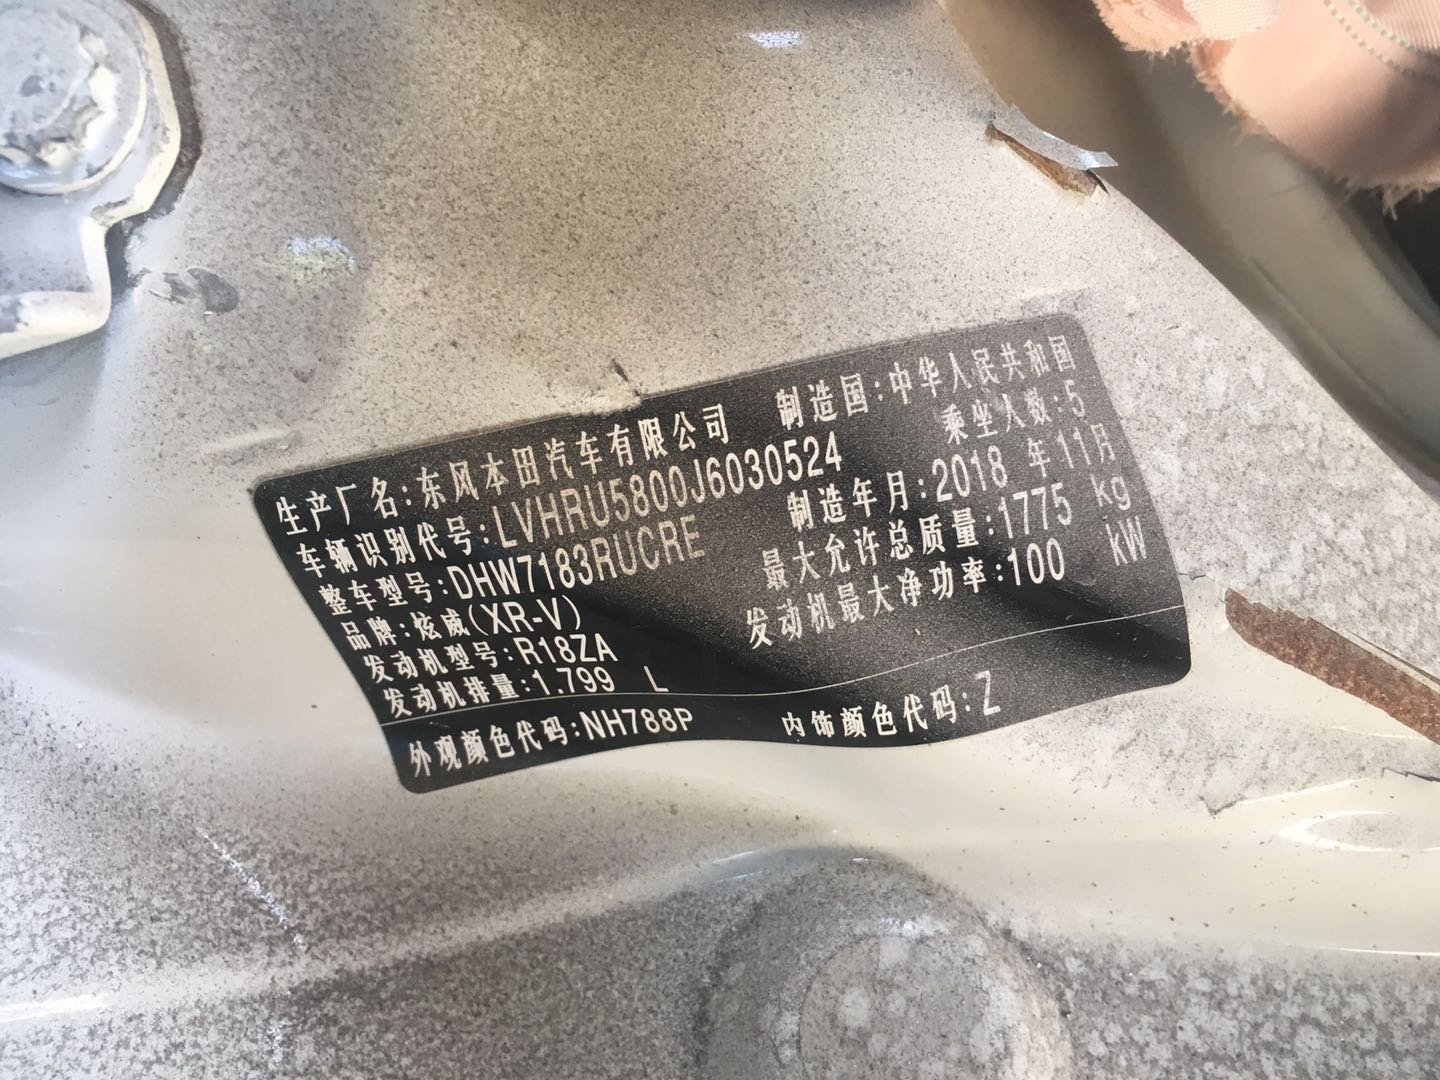 生产厂名:东风本田汽车有限公司 制造国:中华人民共和国
车辆识别代号:LVHRU5800J6030524 乘坐人数:5
整车型号:DHW7183RUCRE 制造年月:2018 年11月
品牌:炫威(XR-V) 最大允许总质量:1775 kg
发动机型号:R18ZA 发动机最大净功率:100 kW
发动机排量:1.799 L
外观颜色代码:NH788P 内饰颜色代码:Z